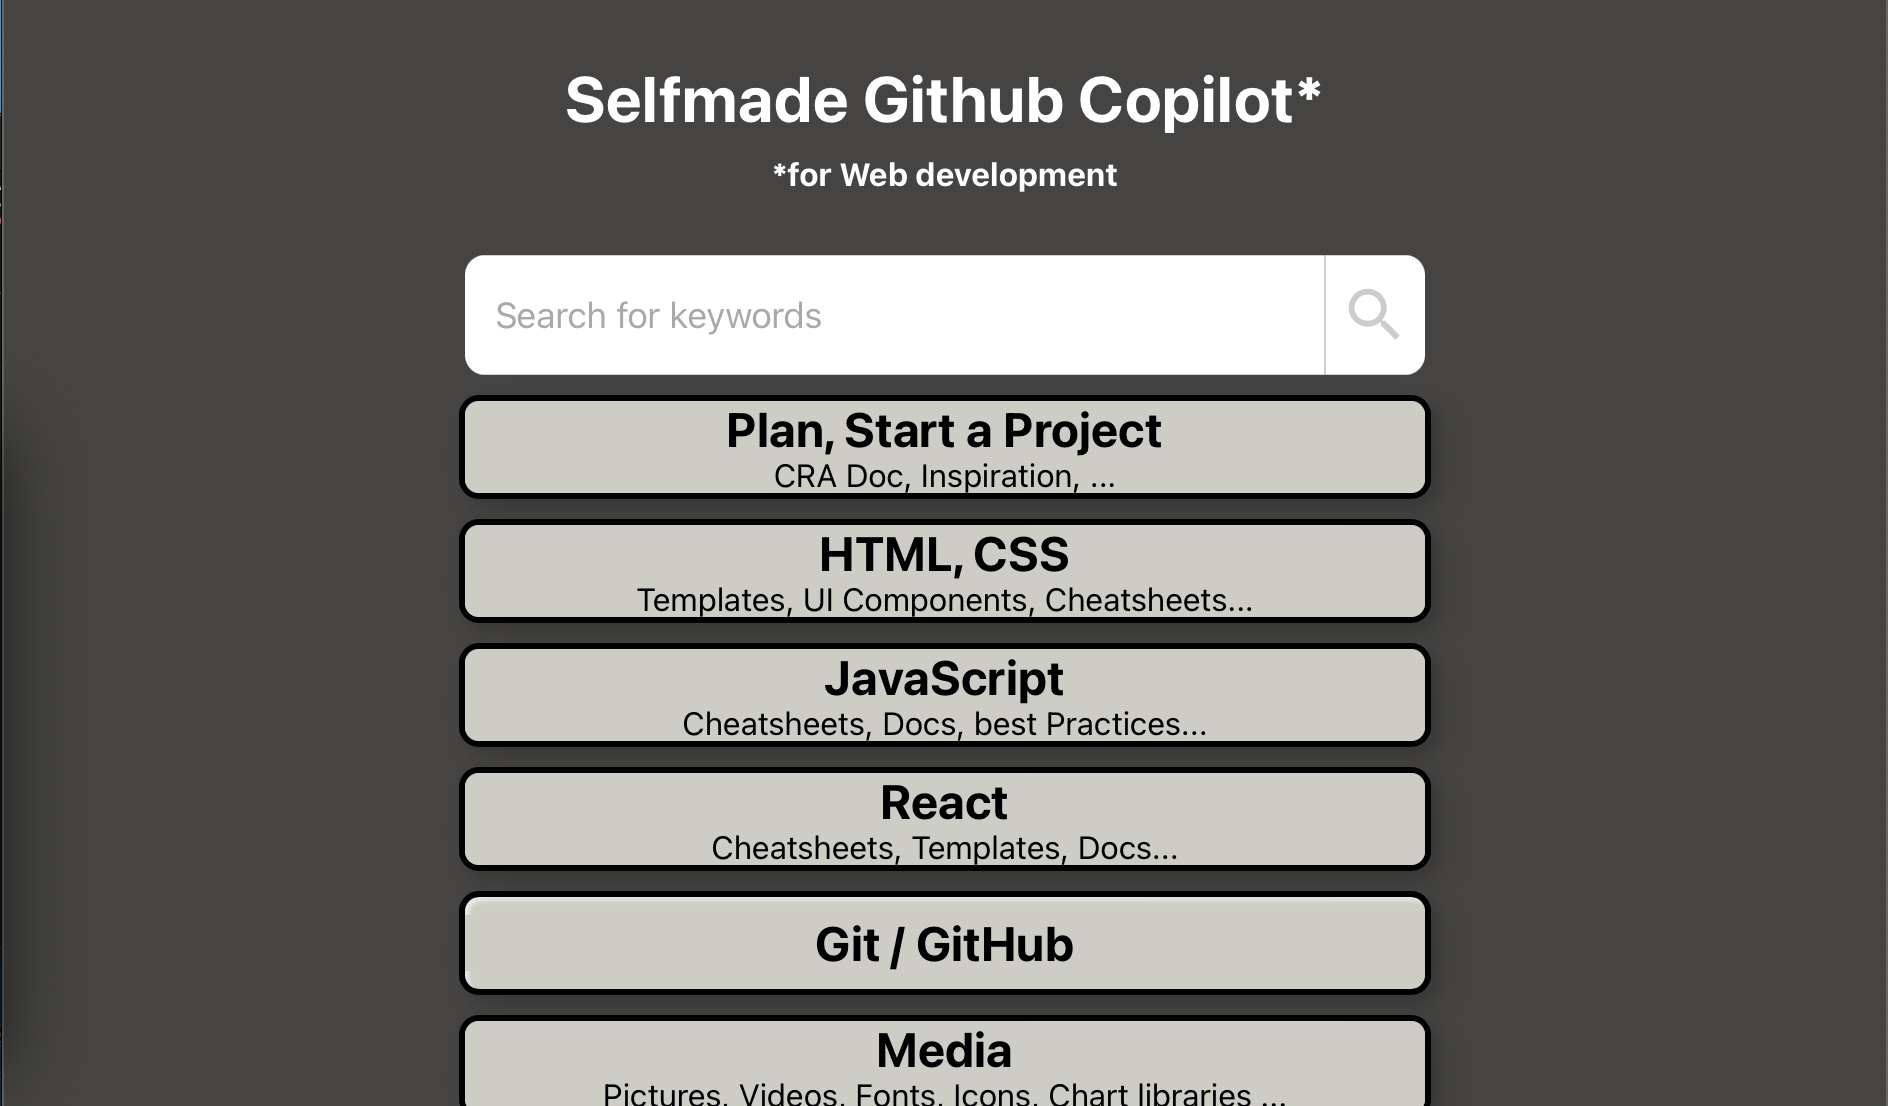 Selfmade Github Copilot*
*for Web development
Search for keywords
Plan, Start a Project
CRA Doc, Inspiration, ...
HTML, CSS
Templates, UI Components, Cheatsheets...
JavaScript
Cheatsheets, Docs, best Practices...
React
Cheatsheets, Templates, Docs...
Git / GitHub
Media
Pictures, Videos, Fonts, Icons, Chart libraries ...